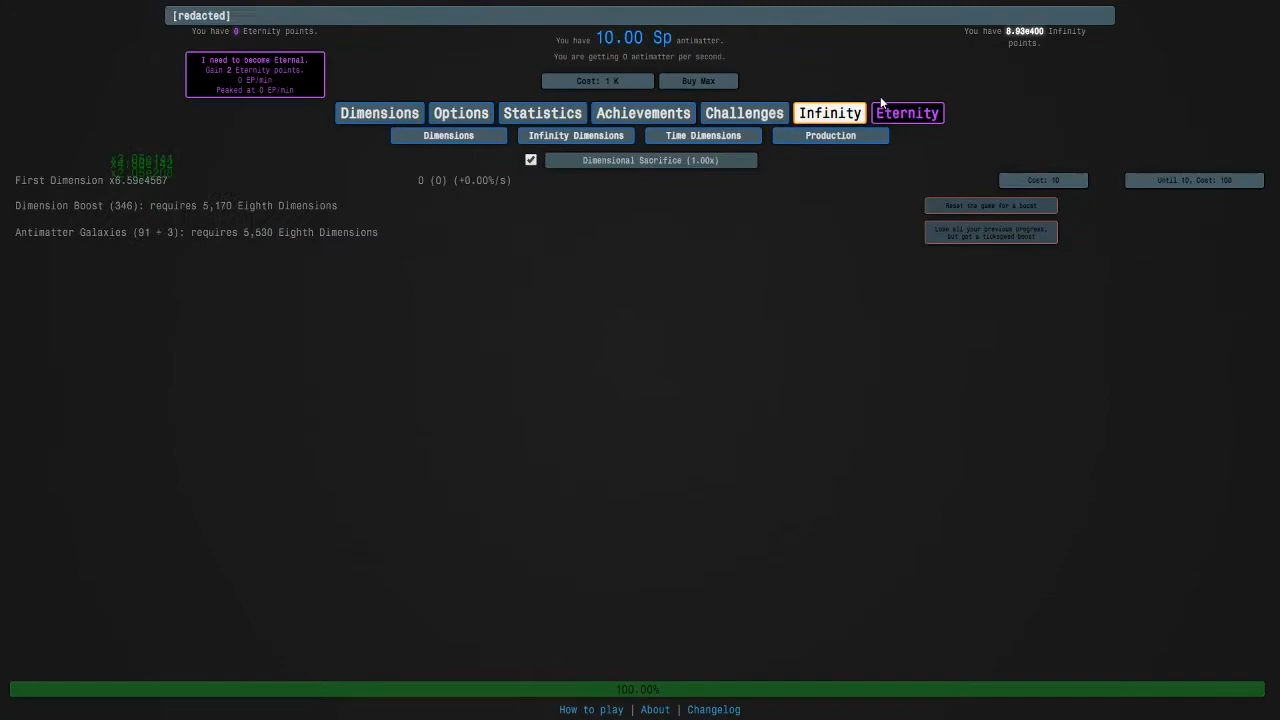 [redacted]
You have 0 Eternity points.
You have 10.00 Sp antimatter.
You have 8.93e400 Infinity
points.
You are getting 0 antimatter per second.
I need to become Eternal.
Gain 2 Eternity points.
0 EP/min
Peaked at 0 EP/min
Cost: 1 K
Buy Max
Dimensions
Options
Statistics
Achievements
Challenges
Infinity
Eternity
Dimensions
Infinity Dimensions
Time Dimensions
Production
Dimensional Sacrifice (1.00x)
First Dimension x6.59e4567
0 (0) (+0.00%/s)
Cost: 10
Until 10, Cost: 100
Dimension Boost (346): requires 5,170 Eighth Dimensions
Reset the game for a boost
Antimatter Galaxies (91 + 3): requires 5,530 Eighth Dimensions
Lose all your previous progress,
but get a tickspeed boost
100.00%
How to play | About | Changelog